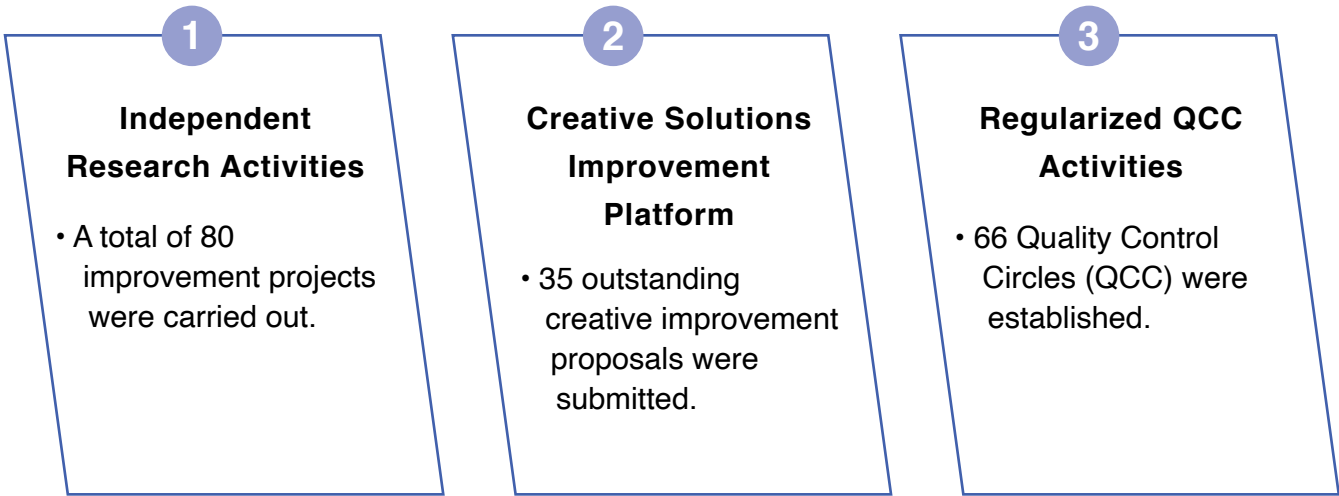 1
Independent
Research Activities
• A total of 80
improvement projects
were carried out.
2
Creative Solutions
Improvement
Platform
• 35 outstanding
creative improvement
proposals were
submitted.
3
Regularized QCC
Activities
• 66 Quality Control
Circles (QCC) were
established.